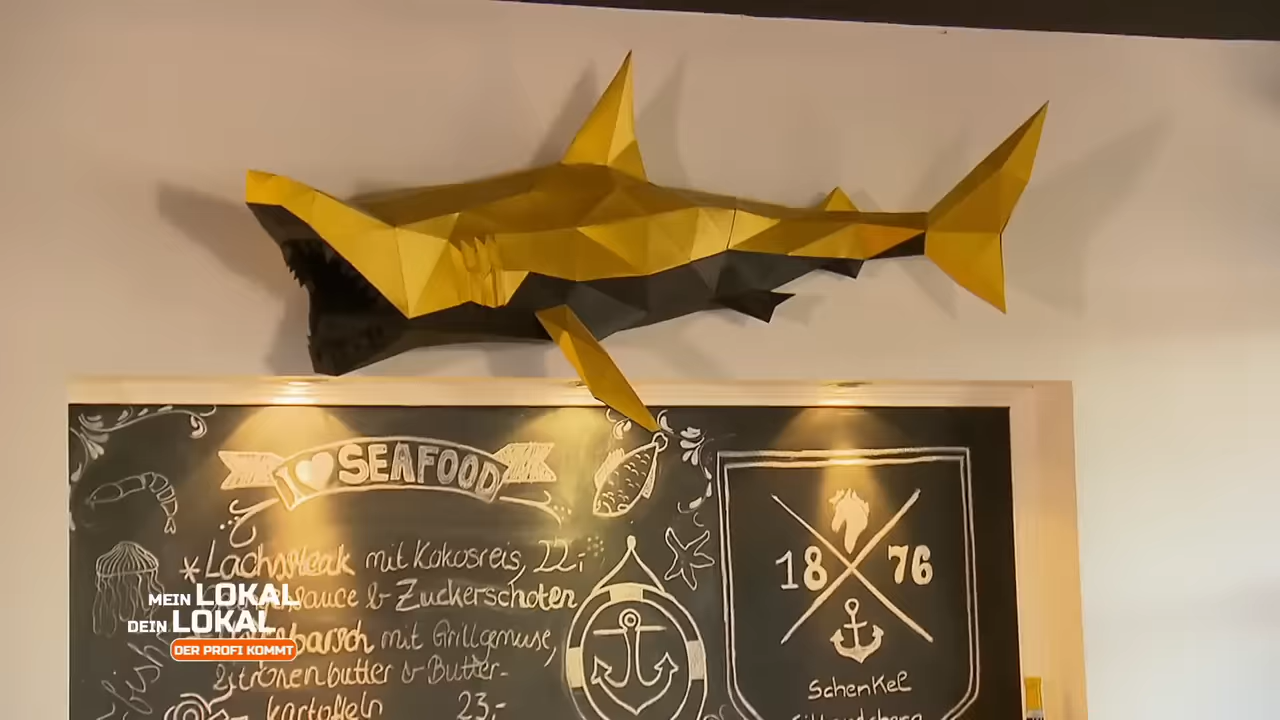 I SEAFOOD
*Lachssteak mit Kokosreis, 22,-
sauce & Zuckerschoten
barsch mit Grillgemüse,
Zitronenbutter & Butter-
kartoffeln 23,-
fish
18 76
Schenkel
MEIN LOKAL
DEIN LOKAL
DER PROFI KOMMT